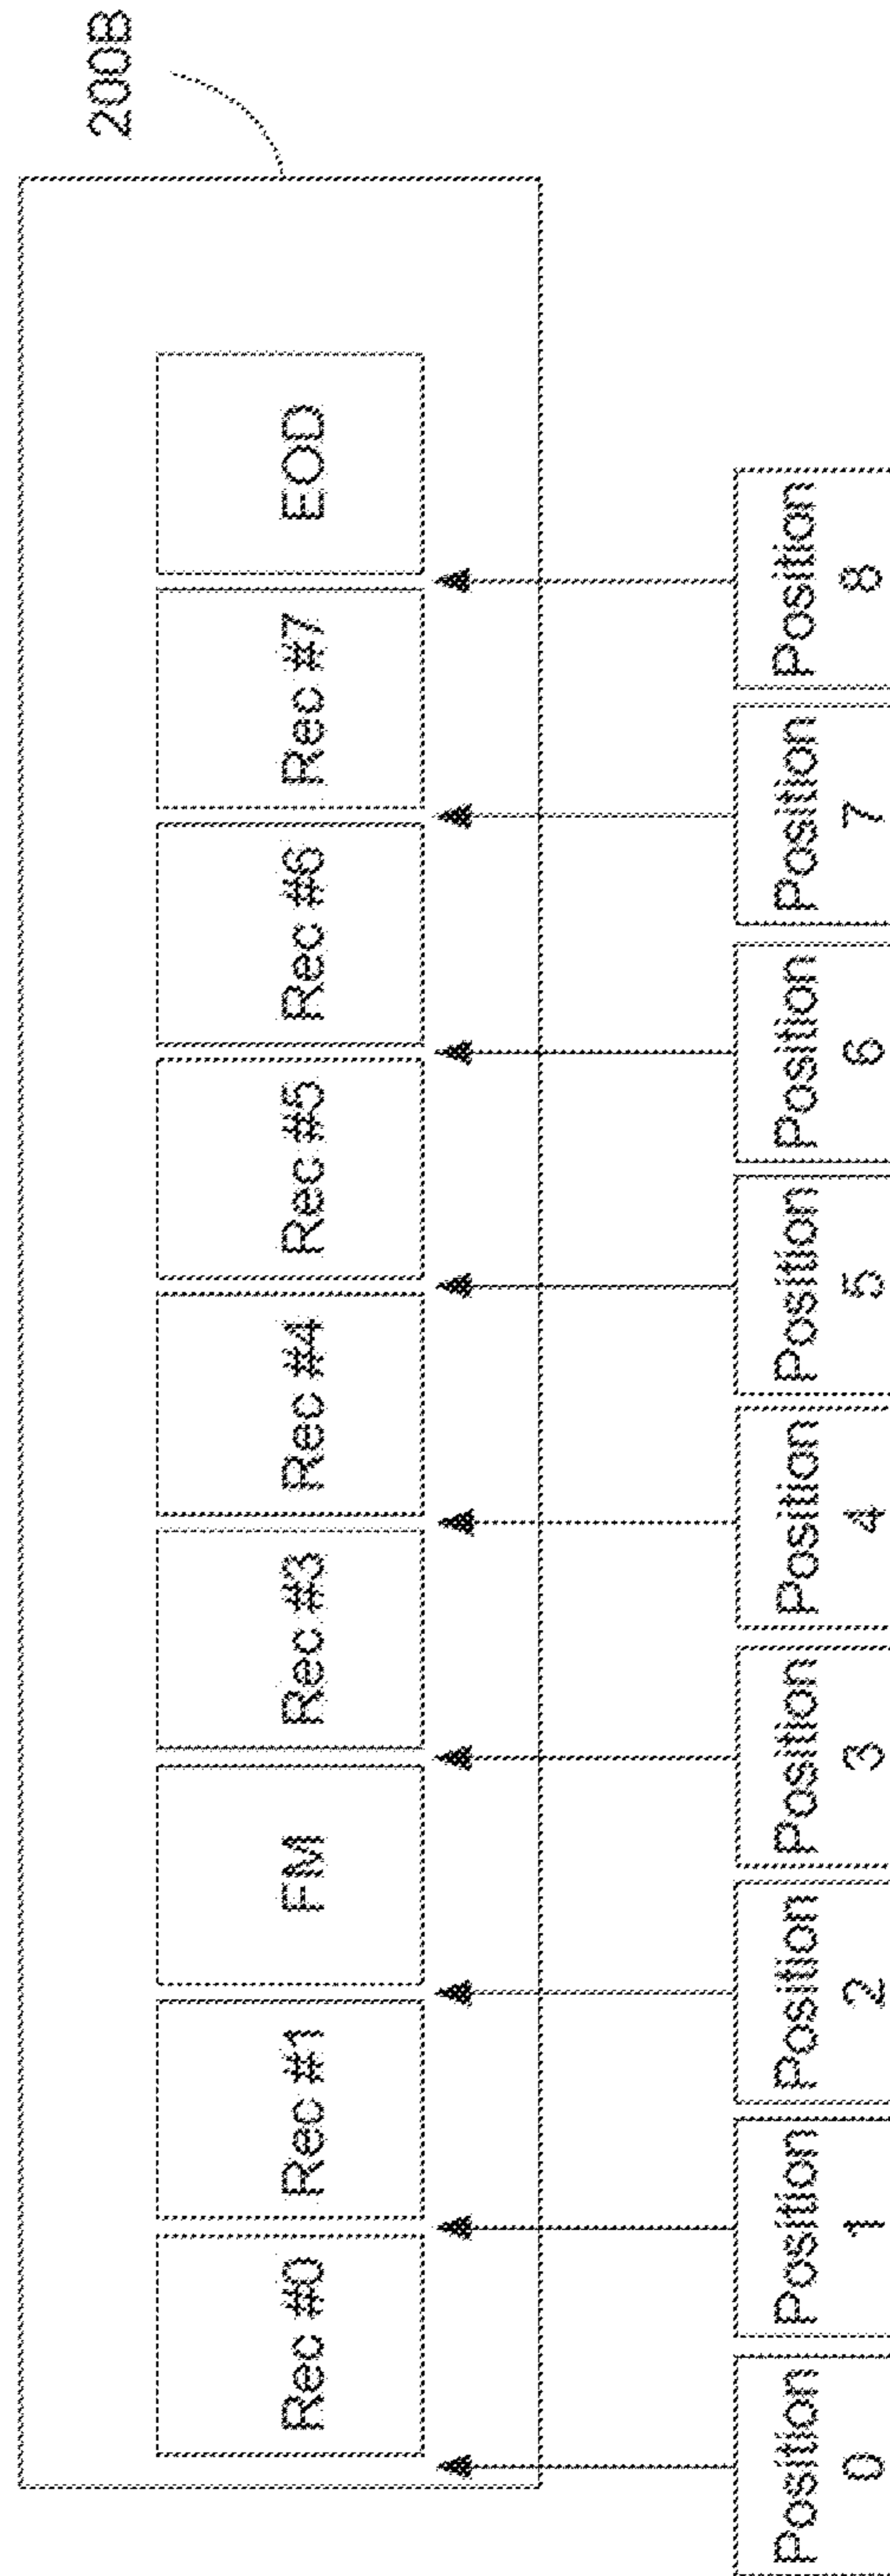 200B
Rec #0
Rec #1
FM
Rec #3
Rec #4
Rec #5
Rec #6
Rec #7
EOD
Position
0
Position
1
Position
2
Position
3
Position
4
Position
5
Position
6
Position
7
Position
8